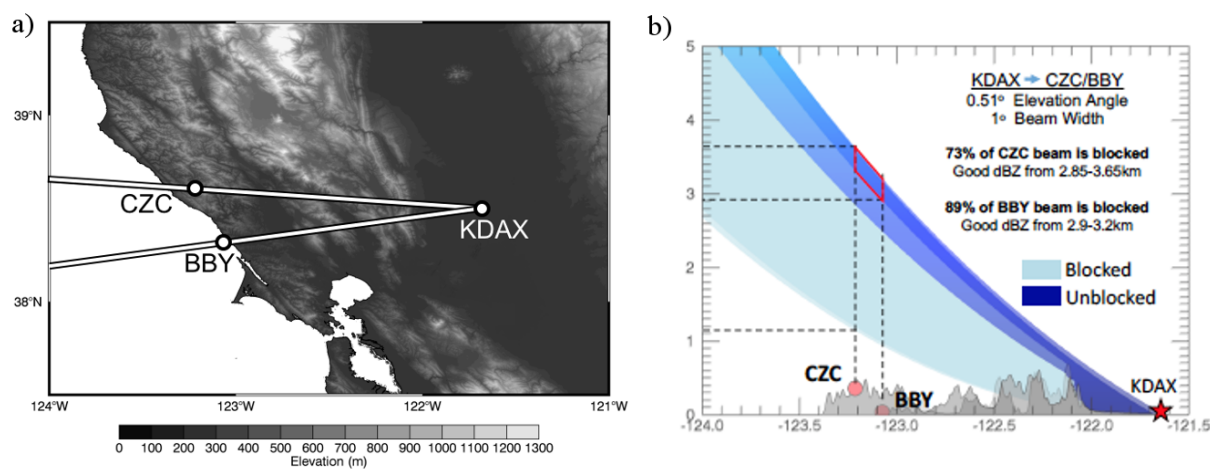 a)
39°N
38°N
124°W
123°W
122°W
121°W
CZC
BBY
KDAX
0 100 200 300 400 500 600 700 800 900 1000 1100 1200 1300
Elevation (m)
b)
5
4
3
2
1
0
KDAX → CZC/BBY
0.51° Elevation Angle
1° Beam Width
73% of CZC beam is blocked
Good dBZ from 2.85-3.65km
89% of BBY beam is blocked
Good dBZ from 2.9-3.2km
Blocked
Unblocked
CZC
BBY
KDAX
-124.0 -123.5 -123.0 -122.5 -122.0 -121.5